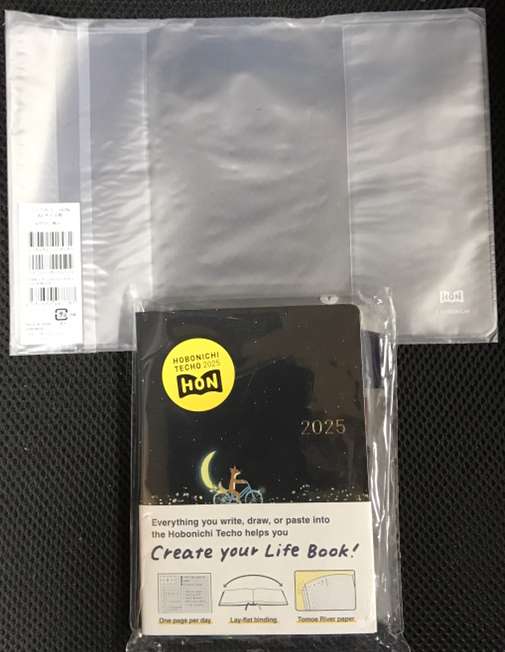 HON
HOBONICHI
TECHO 2025
HON
2025
Everything you write, draw, or paste into
the Hobonichi Techo helps you
Create your Life Book!
One page per day
Lay-flat binding
Tomoe River paper